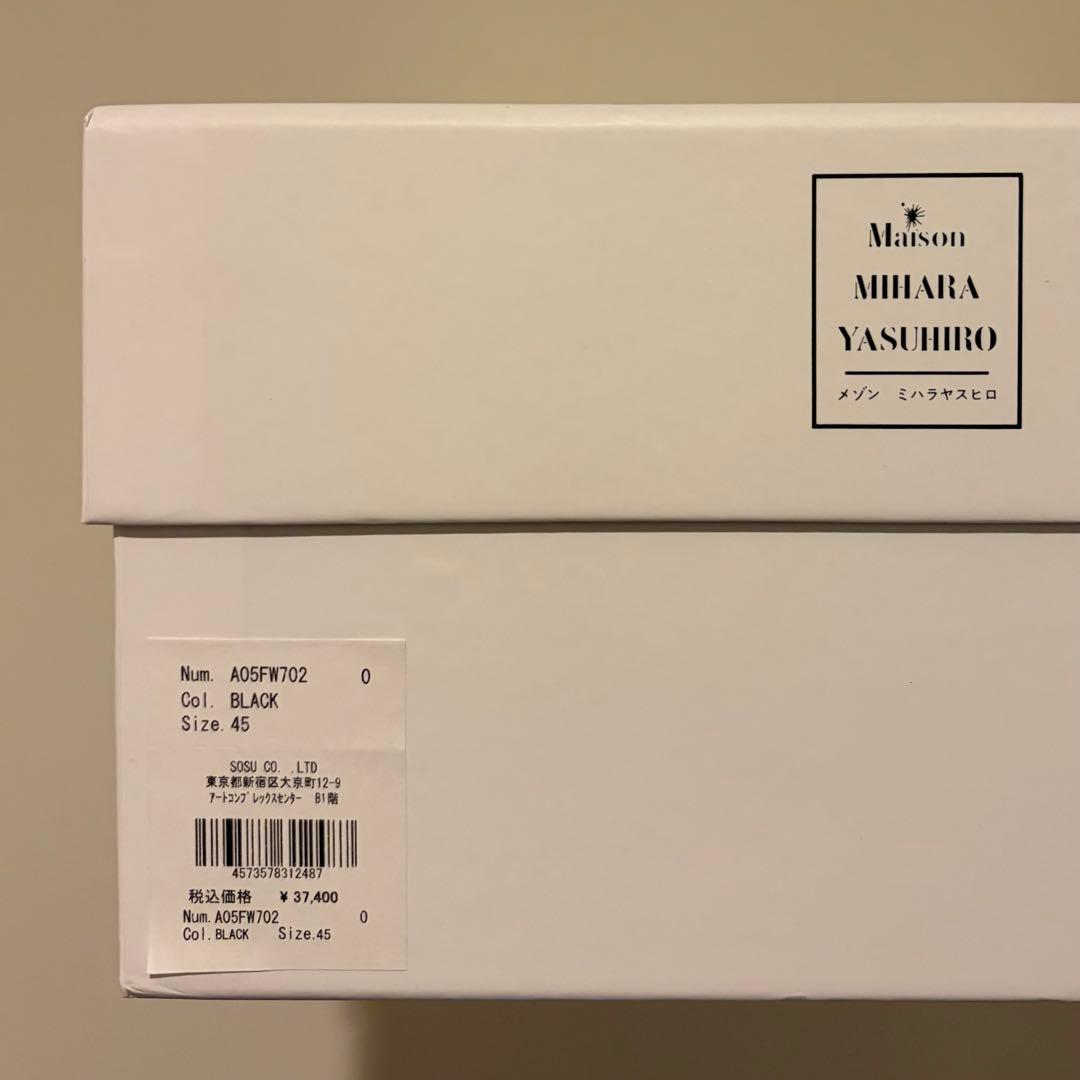 Maison
MIHARA
YASUHIRO
メゾン ミハラヤスヒロ
Num. A05FW702 0
Col. BLACK
Size. 45
SOSU CO. ,LTD
東京都新宿区大京町12-9
アートコンプレックスセンター B1階
4573578312487
税込価格 ¥ 37,400
Num. A05FW702 0
Col. BLACK Size. 45